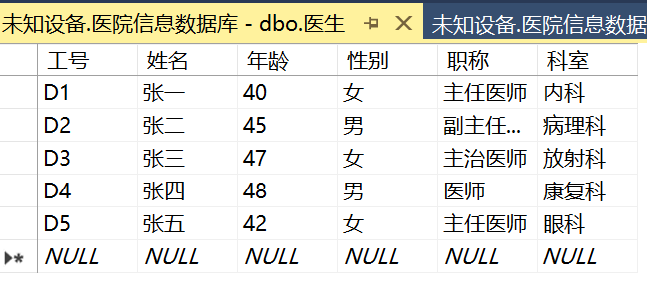 未知设备.医院信息数据库 - dbo.医生 未知设备.医院信息数据
工号 姓名 年龄 性别 职称 科室
D1 张一 40 女 主任医师 内科
D2 张二 45 男 副主任... 病理科
D3 张三 47 女 主治医师 放射科
D4 张四 48 男 医师 康复科
D5 张五 42 女 主任医师 眼科
NULL NULL NULL NULL NULL NULL